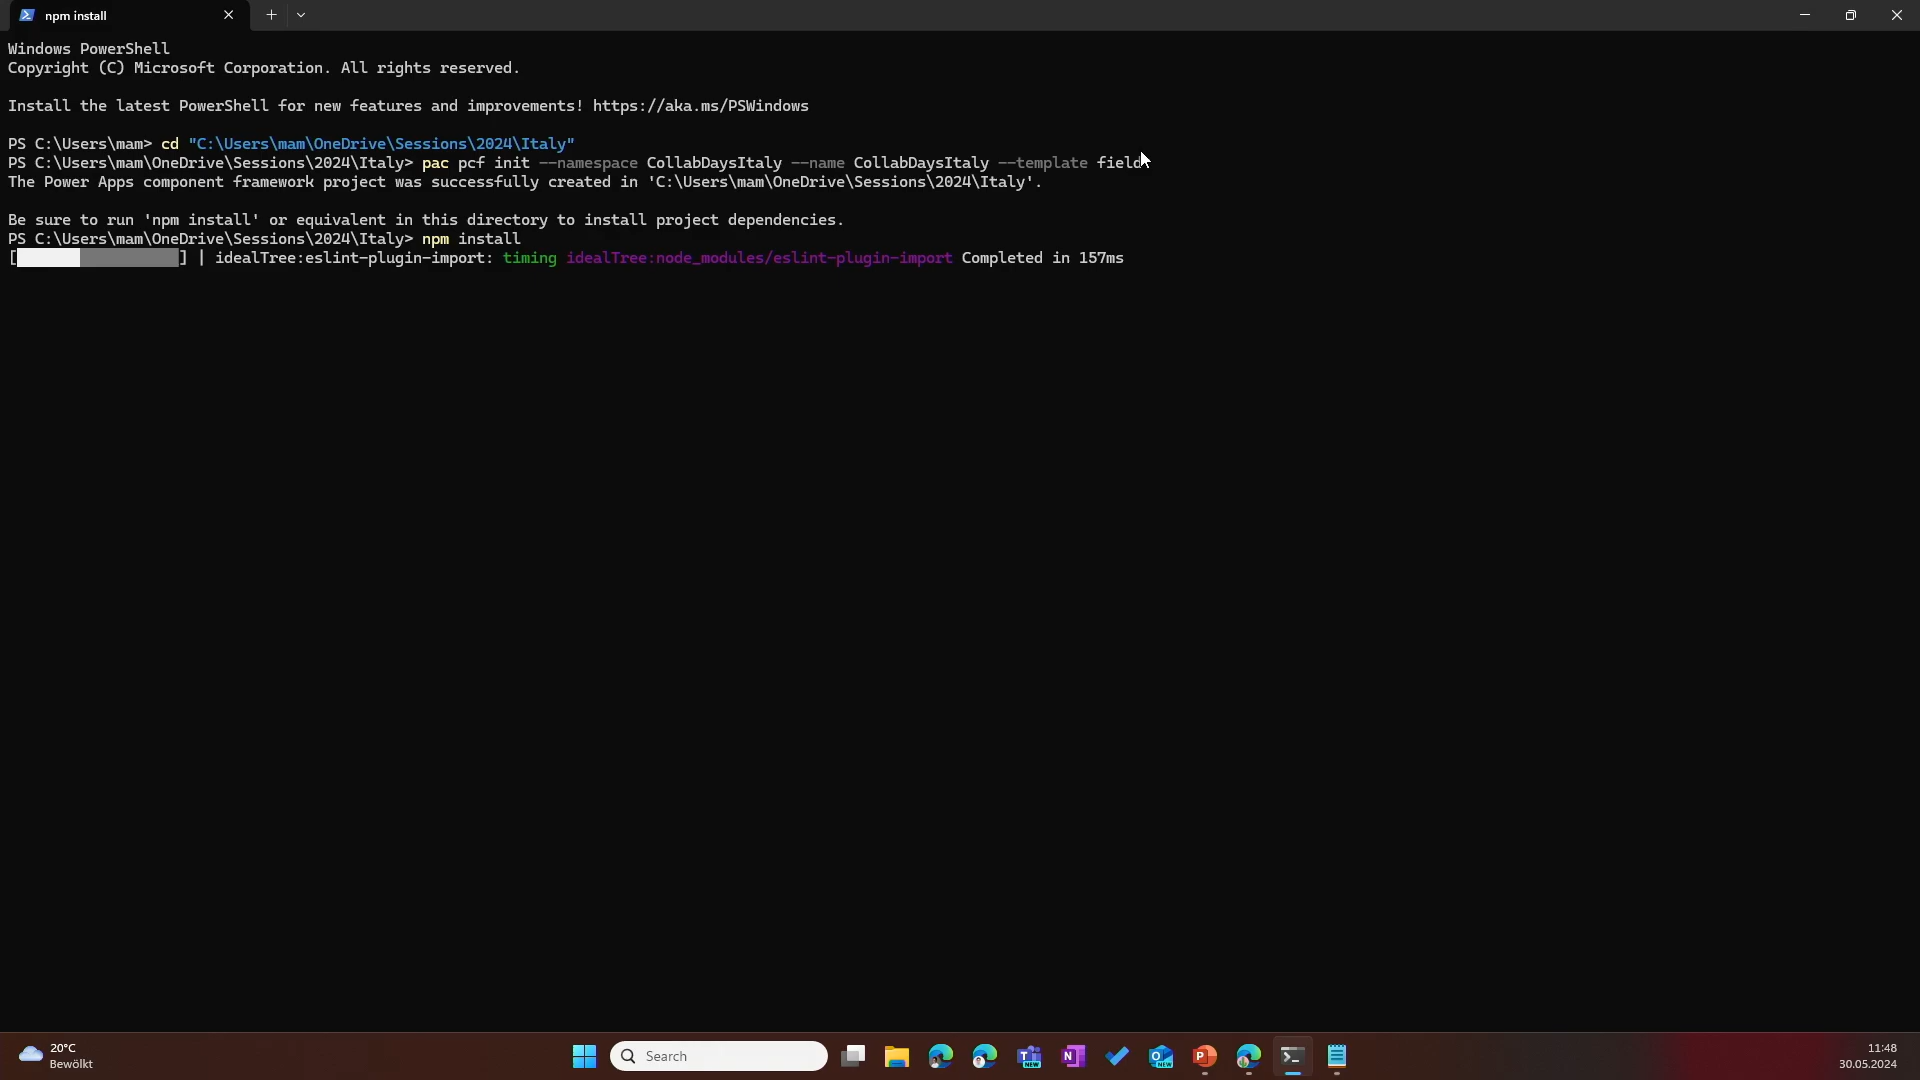 npm install
Windows PowerShell
Copyright (C) Microsoft Corporation. All rights reserved.
Install the latest PowerShell for new features and improvements! https://aka.ms/PSWindows
PS C:\Users\mam> cd "C:\Users\mam\OneDrive\Sessions\2024\Italy"
PS C:\Users\mam\OneDrive\Sessions\2024\Italy> pac pcf init --namespace CollabDaysItaly --name CollabDaysItaly --template field
The Power Apps component framework project was successfully created in 'C:\Users\mam\OneDrive\Sessions\2024\Italy'.
Be sure to run 'npm install' or equivalent in this directory to install project dependencies.
PS C:\Users\mam\OneDrive\Sessions\2024\Italy> npm install
[                  ] | idealTree:eslint-plugin-import: timing idealTree:node_modules/eslint-plugin-import Completed in 157ms
20°C
Bewölkt
Search
11:48
30.05.2024